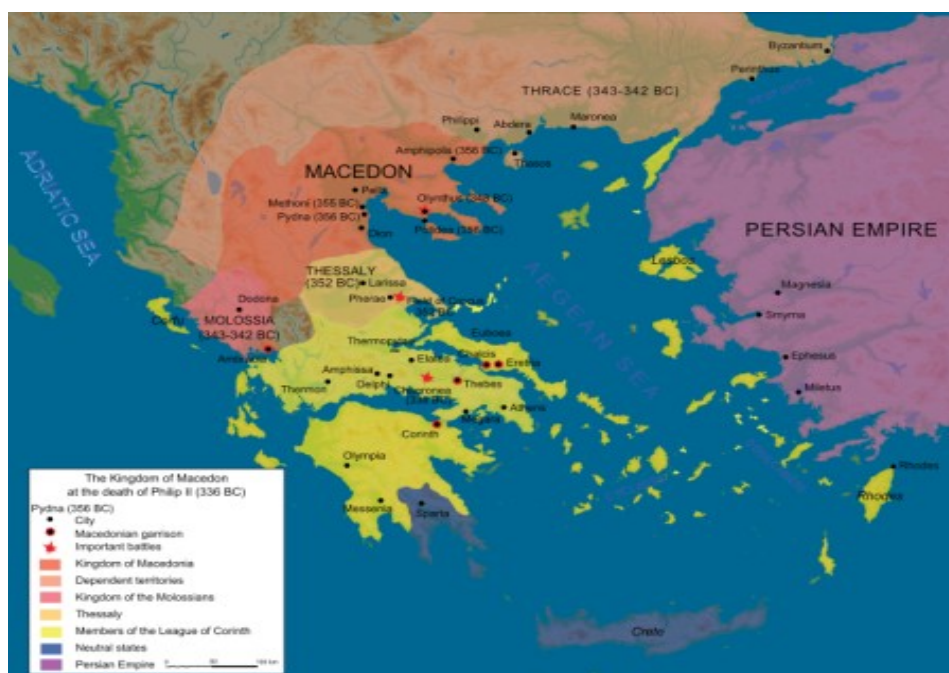 Byzantium
Perinthos
THRACE (343-342 BC)
Philippi
Abdera
Maronea
Amphipolis (356 BC)
Thasos
MACEDON
ADRIATIC SEA
Pella
Methoni (355 BC)
Olynthus
Pydna (356 BC)
Potidea (356 BC)
Dion
PERSIAN EMPIRE
THESSALY
(352 BC)
Larissa
Lesbos
AEGEAN SEA
Magnesia
Pherae
Dodona
Corfu
MOLOSSIA
(343-342 BC)
Smyrna
Euboea
Thermopylae
Ambracia
Elatea
Chalcis
Eretria
Ephesus
Amphissa
Delphi
Chaeronea
Thebes
Thermon
Miletus
Megara
Athens
Corinth
Olympia
Rhodes
Rhodes
Messenia
Sparta
Crete
The Kingdom of Macedon
at the death of Philip II (336 BC)
Pydna (356 BC)
City
Macedonian garrison
Important battles
Kingdom of Macedonia
Dependent territories
Kingdom of the Molossians
Thessaly
Members of the League of Corinth
Neutral states
Persian Empire